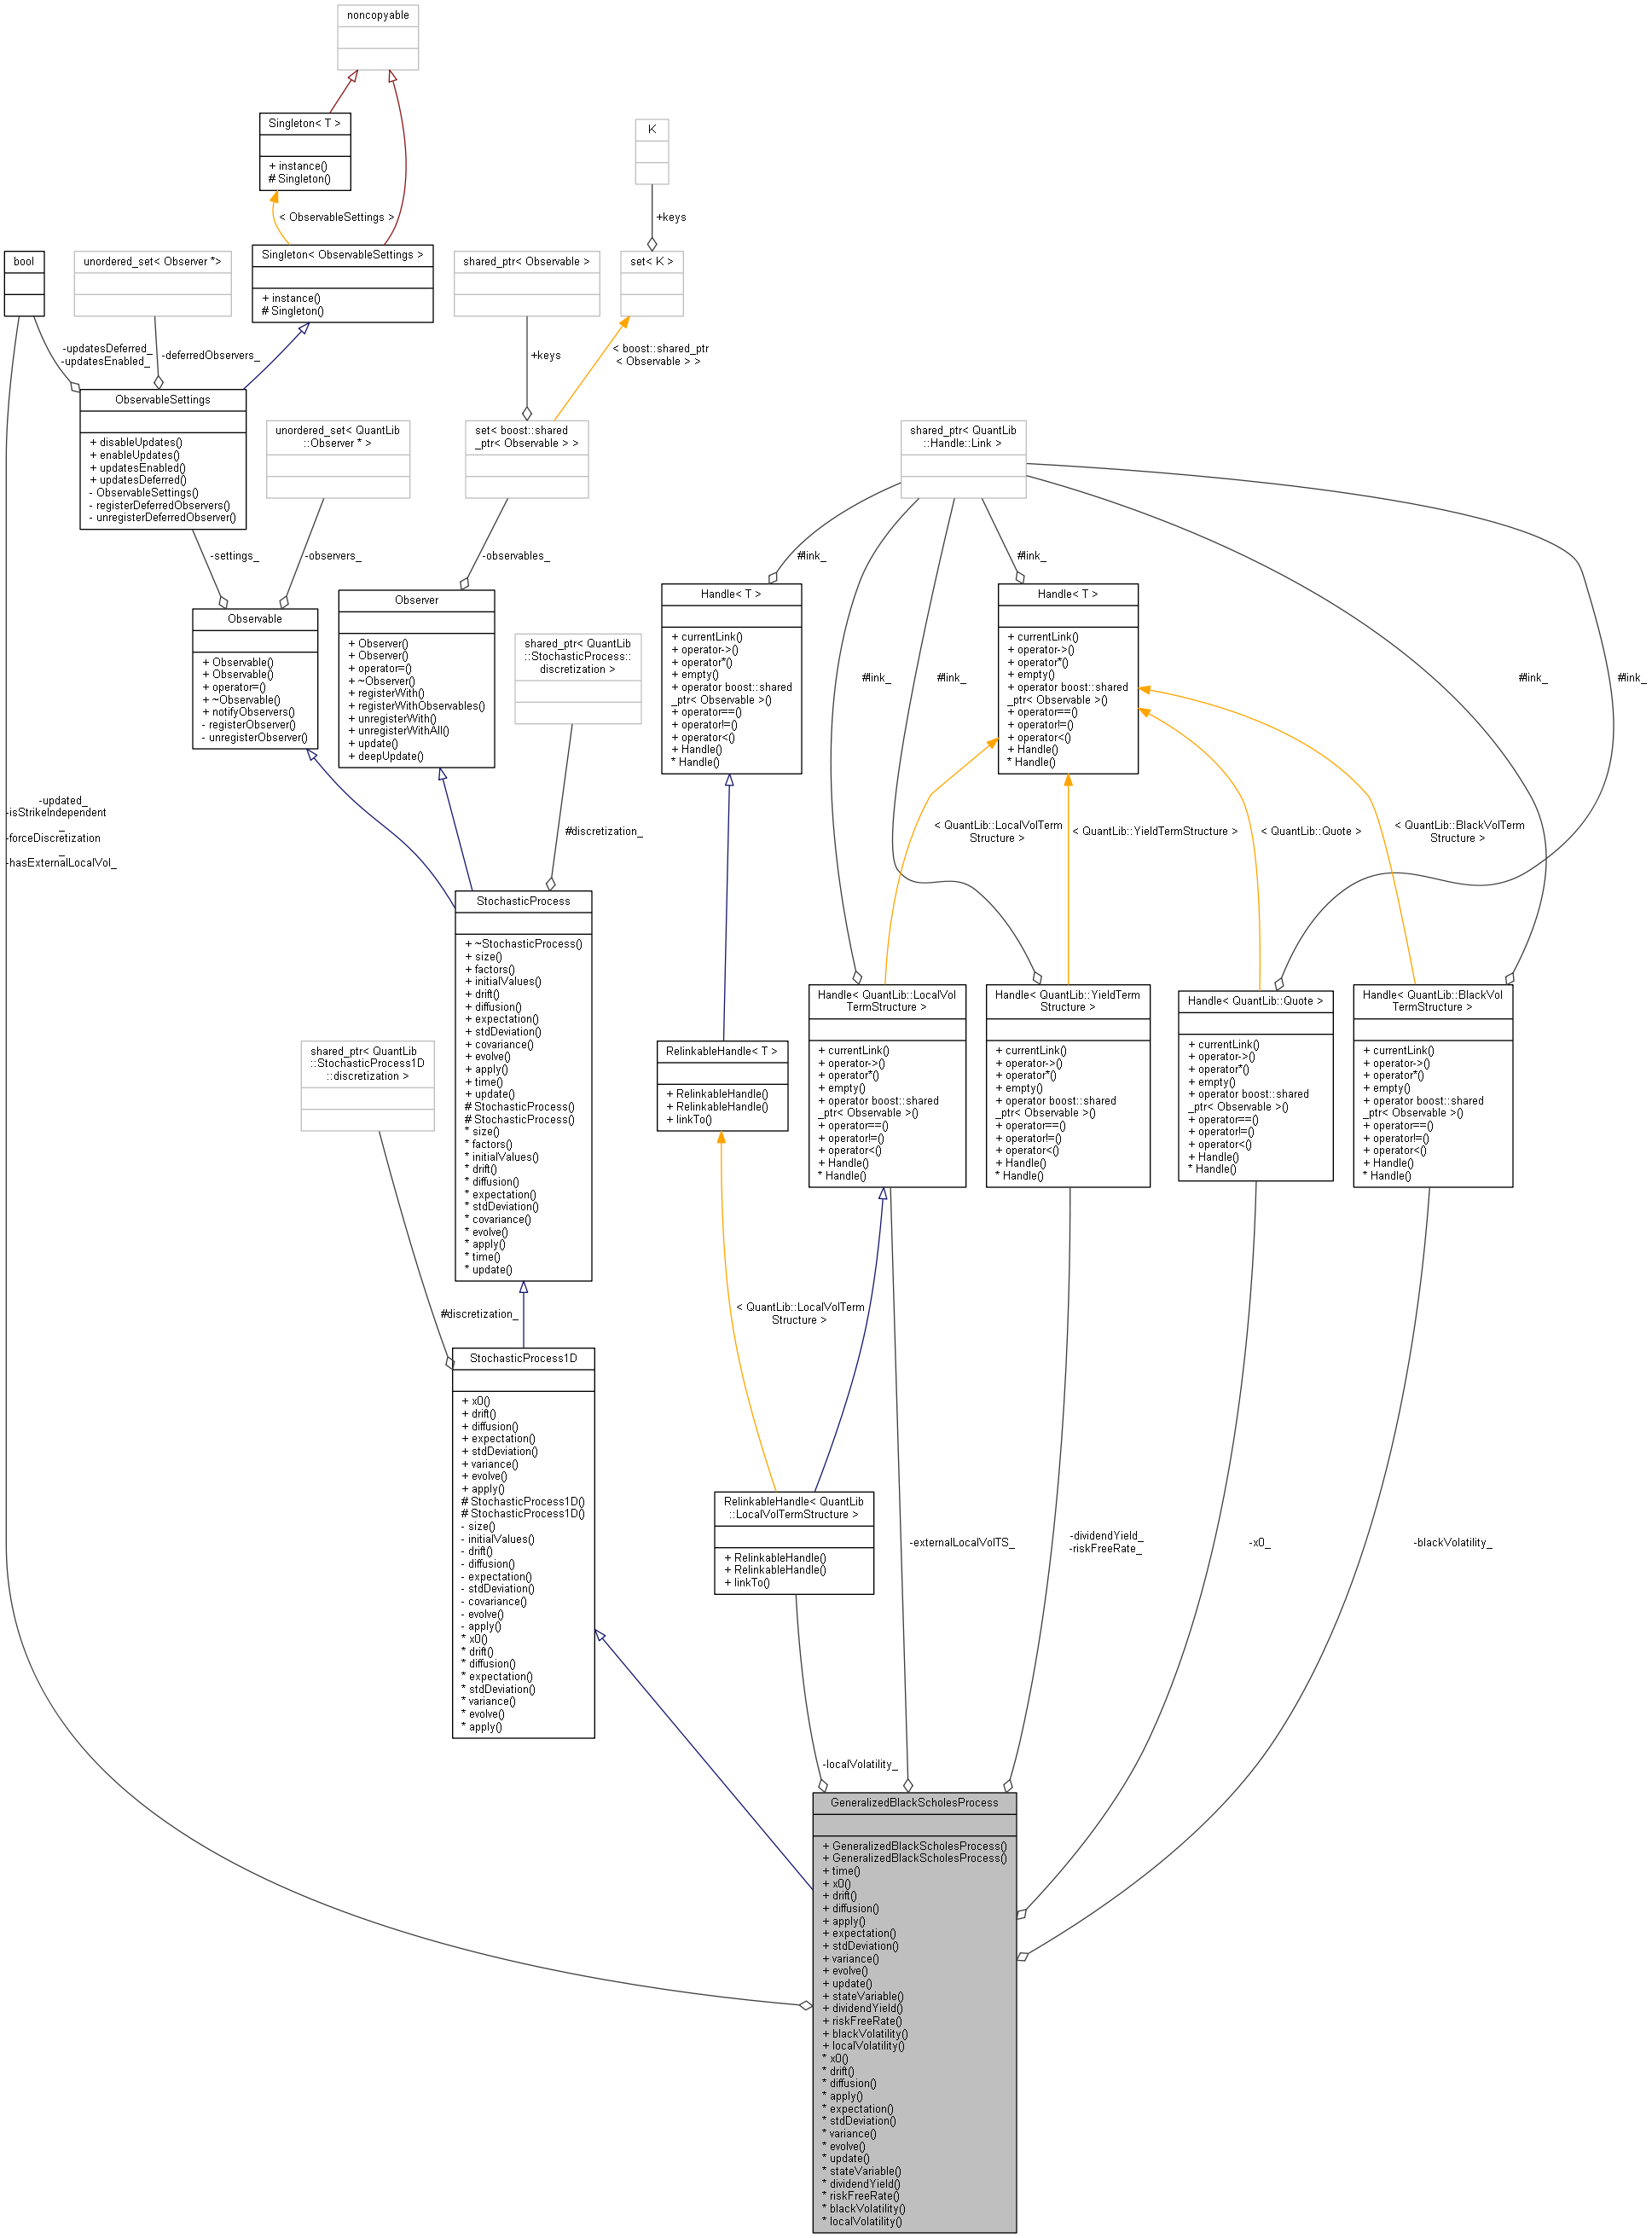 noncopyable
Singleton< T >
+ instance()
# Singleton()
K
+keys
< ObservableSettings >
bool
unordered_set< Observer *>
Singleton< ObservableSettings >
+ instance()
# Singleton()
shared_ptr< Observable >
set< K >
-updatesDeferred_
-updatesEnabled_
-deferredObservers_
+keys
< boost::shared_ptr
< Observable > >
ObservableSettings
+ disableUpdates()
+ enableUpdates()
+ updatesEnabled()
+ updatesDeferred()
- ObservableSettings()
- registerDeferredObservers()
- unregisterDeferredObserver()
unordered_set< QuantLib
::Observer * >
set< boost::shared
_ptr< Observable > >
shared_ptr< QuantLib
::Handle::Link >
-settings_
-observers_
-observables_
#link_
#link_
Observable
+ Observable()
+ Observable()
+ operator=()
+ ~Observable()
+ notifyObservers()
- registerObserver()
- unregisterObserver()
Observer
+ Observer()
+ Observer()
+ operator=()
+ ~Observer()
+ registerWith()
+ registerWithObservables()
+ unregisterWith()
+ unregisterWithAll()
+ update()
+ deepUpdate()
shared_ptr< QuantLib
::StochasticProcess::
discretization >
Handle< T >
+ currentLink()
+ operator->()
+ operator*()
+ empty()
+ operator boost::shared
_ptr< Observable >()
+ operator==()
+ operator!=()
+ operator<()
+ Handle()
* Handle()
Handle< T >
+ currentLink()
+ operator->()
+ operator*()
+ empty()
+ operator boost::shared
_ptr< Observable >()
+ operator==()
+ operator!=()
+ operator<()
+ Handle()
* Handle()
#link_
#link_
#link_
#link_
-updated_
-isStrikeIndependent
_
-forceDiscretization
_
-hasExternalLocalVol_
#discretization_
< QuantLib::LocalVolTerm
Structure >
< QuantLib::YieldTermStructure >
< QuantLib::Quote >
< QuantLib::BlackVolTerm
Structure >
StochasticProcess
+ ~StochasticProcess()
+ size()
+ factors()
+ initialValues()
+ drift()
+ diffusion()
+ expectation()
+ stdDeviation()
+ covariance()
+ evolve()
+ apply()
+ time()
+ update()
# StochasticProcess()
# StochasticProcess()
* size()
* factors()
* initialValues()
* drift()
* diffusion()
* expectation()
* stdDeviation()
* covariance()
* evolve()
* apply()
* time()
* update()
shared_ptr< QuantLib
::StochasticProcess1D
::discretization >
RelinkableHandle< T >
+ RelinkableHandle()
+ RelinkableHandle()
+ linkTo()
Handle< QuantLib::LocalVol
TermStructure >
+ currentLink()
+ operator->()
+ operator*()
+ empty()
+ operator boost::shared
_ptr< Observable >()
+ operator==()
+ operator!=()
+ operator<()
+ Handle()
* Handle()
Handle< QuantLib::YieldTerm
Structure >
+ currentLink()
+ operator->()
+ operator*()
+ empty()
+ operator boost::shared
_ptr< Observable >()
+ operator==()
+ operator!=()
+ operator<()
+ Handle()
* Handle()
Handle< QuantLib::Quote >
+ currentLink()
+ operator->()
+ operator*()
+ empty()
+ operator boost::shared
_ptr< Observable >()
+ operator==()
+ operator!=()
+ operator<()
+ Handle()
* Handle()
Handle< QuantLib::BlackVol
TermStructure >
+ currentLink()
+ operator->()
+ operator*()
+ empty()
+ operator boost::shared
_ptr< Observable >()
+ operator==()
+ operator!=()
+ operator<()
+ Handle()
* Handle()
#discretization_
< QuantLib::LocalVolTerm
Structure >
StochasticProcess1D
+ x0()
+ drift()
+ diffusion()
+ expectation()
+ stdDeviation()
+ variance()
+ evolve()
+ apply()
# StochasticProcess1D()
# StochasticProcess1D()
- size()
- initialValues()
- drift()
- diffusion()
- expectation()
- stdDeviation()
- covariance()
- evolve()
- apply()
* x0()
* drift()
* diffusion()
* expectation()
* stdDeviation()
* variance()
* evolve()
* apply()
RelinkableHandle< QuantLib
::LocalVolTermStructure >
+ RelinkableHandle()
+ RelinkableHandle()
+ linkTo()
-externalLocalVolTS_
-dividendYield_
-riskFreeRate_
-x0_
-blackVolatility_
-localVolatility_
GeneralizedBlackScholesProcess
+ GeneralizedBlackScholesProcess()
+ GeneralizedBlackScholesProcess()
+ time()
+ x0()
+ drift()
+ diffusion()
+ apply()
+ expectation()
+ stdDeviation()
+ variance()
+ evolve()
+ update()
+ stateVariable()
+ dividendYield()
+ riskFreeRate()
+ blackVolatility()
+ localVolatility()
* x0()
* drift()
* diffusion()
* apply()
* expectation()
* stdDeviation()
* variance()
* evolve()
* update()
* stateVariable()
* dividendYield()
* riskFreeRate()
* blackVolatility()
* localVolatility()